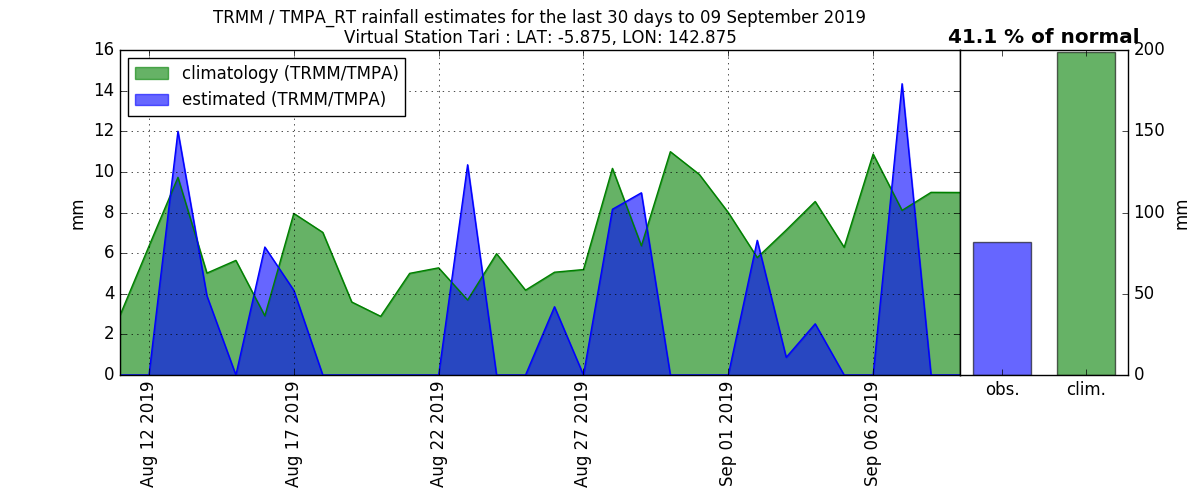 TRMM / TMPA_RT rainfall estimates for the last 30 days to 09 September 2019
Virtual Station Tari : LAT: -5.875, LON: 142.875
41.1 % of normal
climatology (TRMM/TMPA)
estimated (TRMM/TMPA)
mm
16
14
12
10
8
6
4
2
0
Aug 12 2019
Aug 17 2019
Aug 22 2019
Aug 27 2019
Sep 01 2019
Sep 06 2019
obs.
clim.
200
150
100
50
0
mm